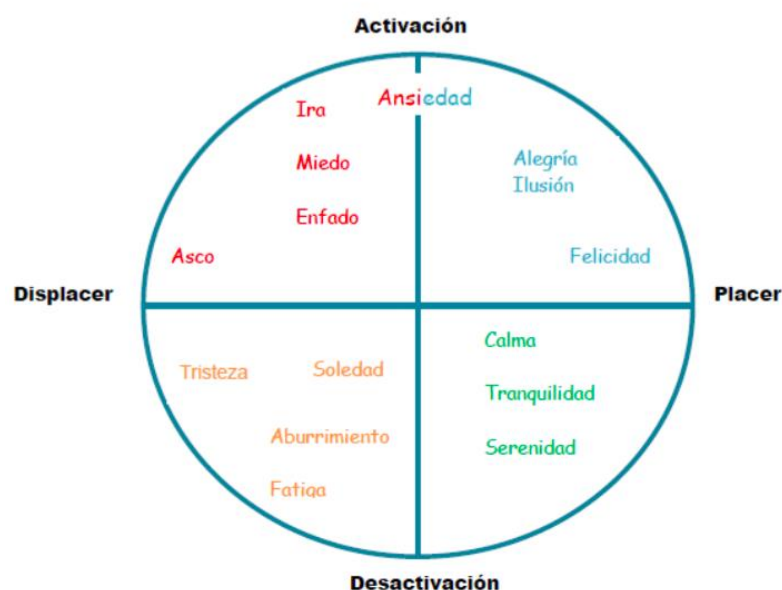 Activación
Ansiedad
Ira
Alegría
Ilusión
Miedo
Enfado
Asco
Felicidad
Displacer
Placer
Calma
Tristeza
Soledad
Tranquilidad
Aburrimiento
Serenidad
Fatiga
Desactivación